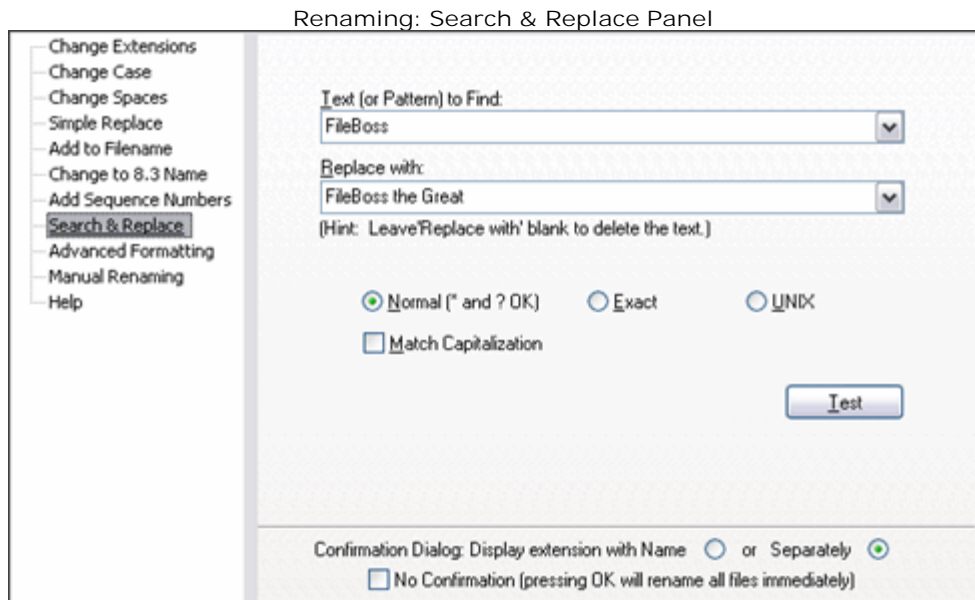 Renaming: Search & Replace Panel
Change Extensions
Change Case
Change Spaces
Simple Replace
Add to Filename
Change to 8.3 Name
Add Sequence Numbers
Search & Replace
Advanced Formatting
Manual Renaming
Help
Text (or Pattern) to Find:
FileBoss
Replace with:
FileBoss the Great
(Hint: Leave'Replace with' blank to delete the text.)
Normal (* and ? OK) Exact UNIX
Match Capitalization
Test
Confirmation Dialog: Display extension with Name or Separately
No Confirmation (pressing OK will rename all files immediately)